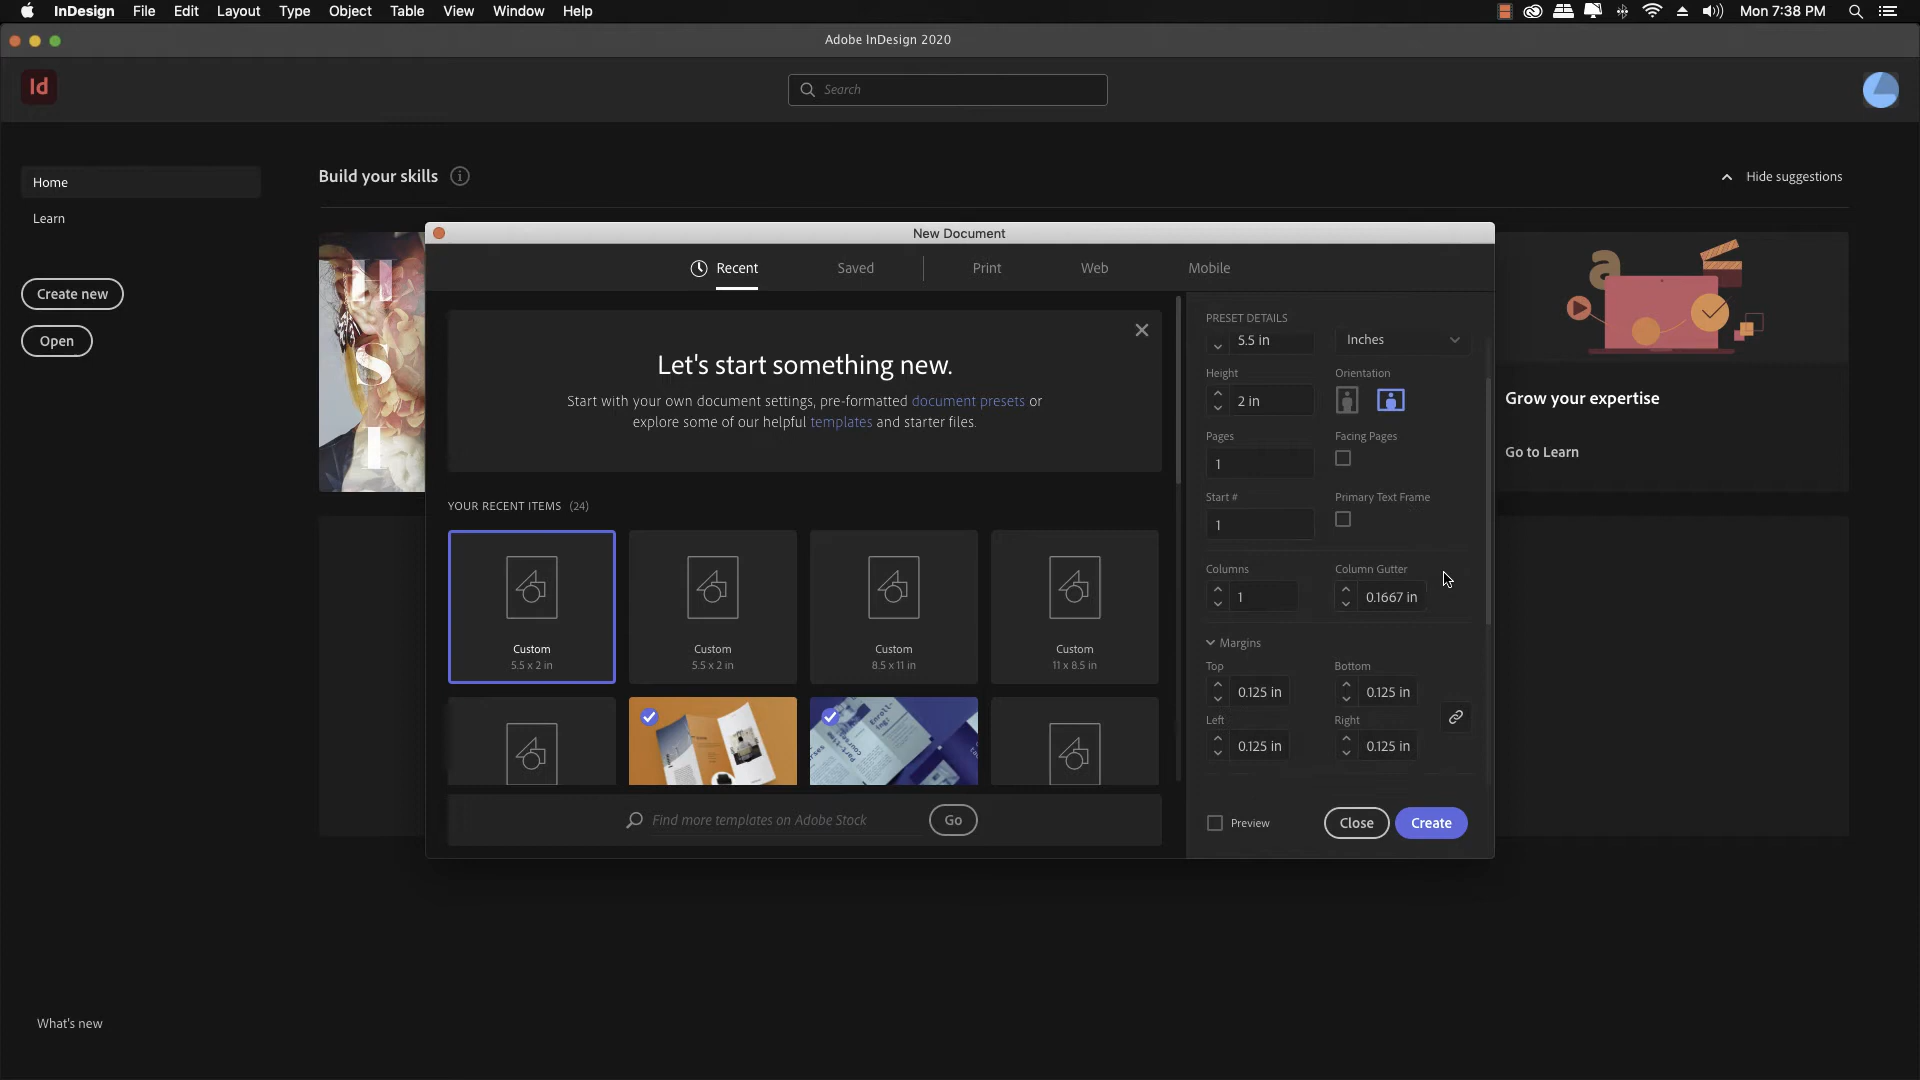 InDesign File Edit Layout Type Object Table View Window Help
Mon 7:38 PM
Adobe InDesign 2020
Id
Search
Home
Learn
Create new
Open
What's new
Build your skills
Hide suggestions
H
S
I
Grow your expertise
Go to Learn
New Document
Recent Saved Print Web Mobile
Let's start something new.
Start with your own document settings, pre-formatted document presets or
explore some of our helpful templates and starter files.
YOUR RECENT ITEMS (24)
Custom Custom Custom Custom
5.5 x 2 in 5.5 x 2 in 8.5 x 11 in 11 x 8.5 in
Find more templates on Adobe Stock Go
PRESET DETAILS
5.5 in Inches
Height Orientation
2 in
Pages Facing Pages
1
Start # Primary Text Frame
1
Columns Column Gutter
1 0.1667 in
Margins
Top Bottom
0.125 in 0.125 in
Left Right
0.125 in 0.125 in
Preview Close Create